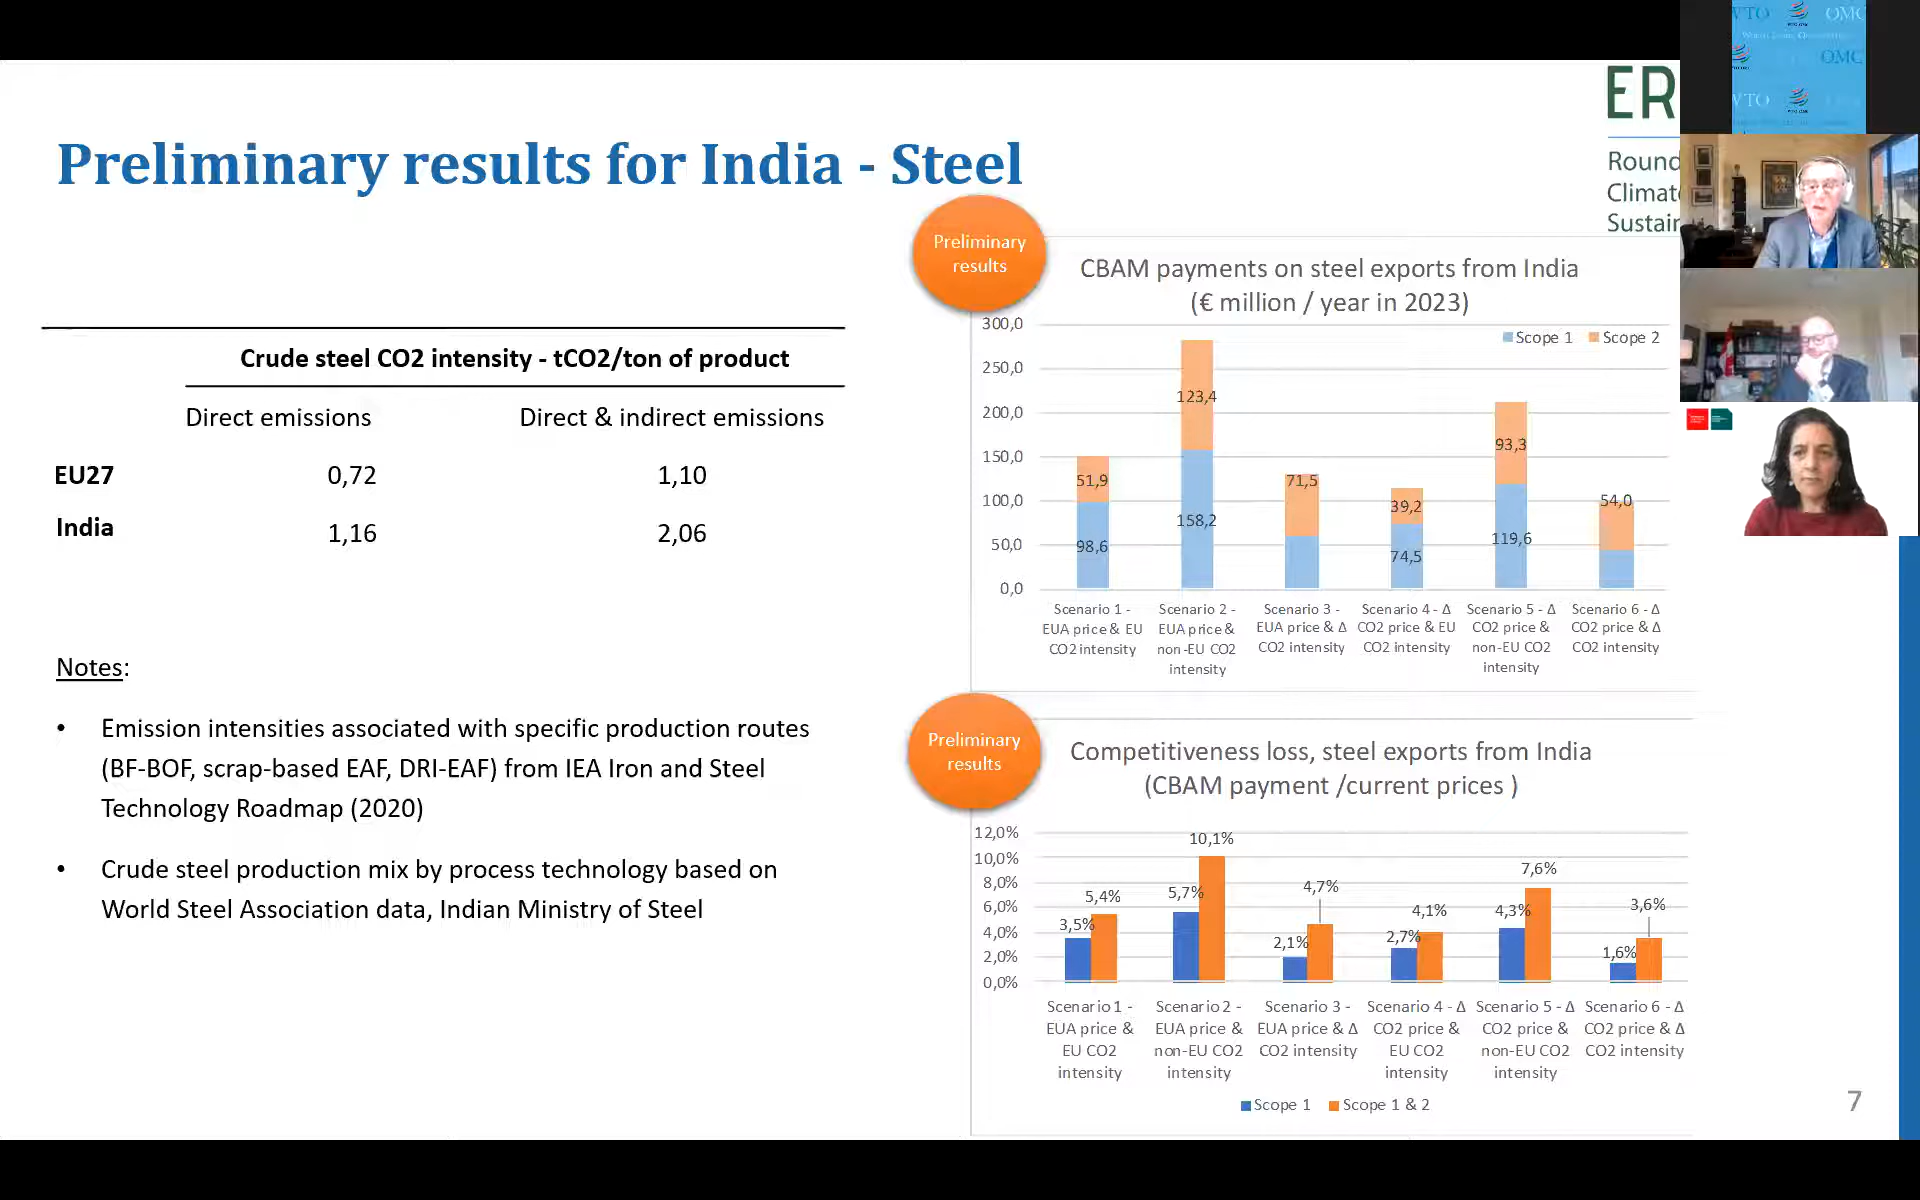 Preliminary results for India - Steel
ER
Round
Climat
Sustain
WTO OMC
OMC
WTO
Crude steel CO2 intensity - tCO2/ton of product
Direct emissions Direct & indirect emissions
EU27 0,72 1,10
India 1,16 2,06
Notes:
• Emission intensities associated with specific production routes
(BF-BOF, scrap-based EAF, DRI-EAF) from IEA Iron and Steel
Technology Roadmap (2020)
• Crude steel production mix by process technology based on
World Steel Association data, Indian Ministry of Steel
Preliminary
results
CBAM payments on steel exports from India
(€ million / year in 2023)
Scope 1 Scope 2
300,0
250,0
200,0
150,0
100,0
50,0
0,0
51,9
98,6
123,4
158,2
71,5
39,2
74,5
93,3
119,6
54,0
Scenario 1 -
EUA price & EU
CO2 intensity
Scenario 2 -
EUA price &
non-EU CO2
intensity
Scenario 3 -
EUA price & Δ
CO2 intensity
Scenario 4 - Δ
CO2 price & EU
CO2 intensity
Scenario 5 - Δ
CO2 price &
non-EU CO2
intensity
Scenario 6 - Δ
CO2 price & Δ
CO2 intensity
Preliminary
results
Competitiveness loss, steel exports from India
(CBAM payment /current prices )
12,0%
10,0%
8,0%
6,0%
4,0%
2,0%
0,0%
3,5%
5,4%
5,7%
10,1%
2,1%
4,7%
2,7%
4,1%
4,3%
7,6%
1,6%
3,6%
Scenario 1 -
EUA price &
EU CO2
intensity
Scenario 2 -
EUA price &
non-EU CO2
intensity
Scenario 3 -
EUA price & Δ
CO2 intensity
Scenario 4 - Δ
CO2 price &
EU CO2
intensity
Scenario 5 - Δ
CO2 price &
non-EU CO2
intensity
Scenario 6 - Δ
CO2 price & Δ
CO2 intensity
Scope 1 Scope 1 & 2
7